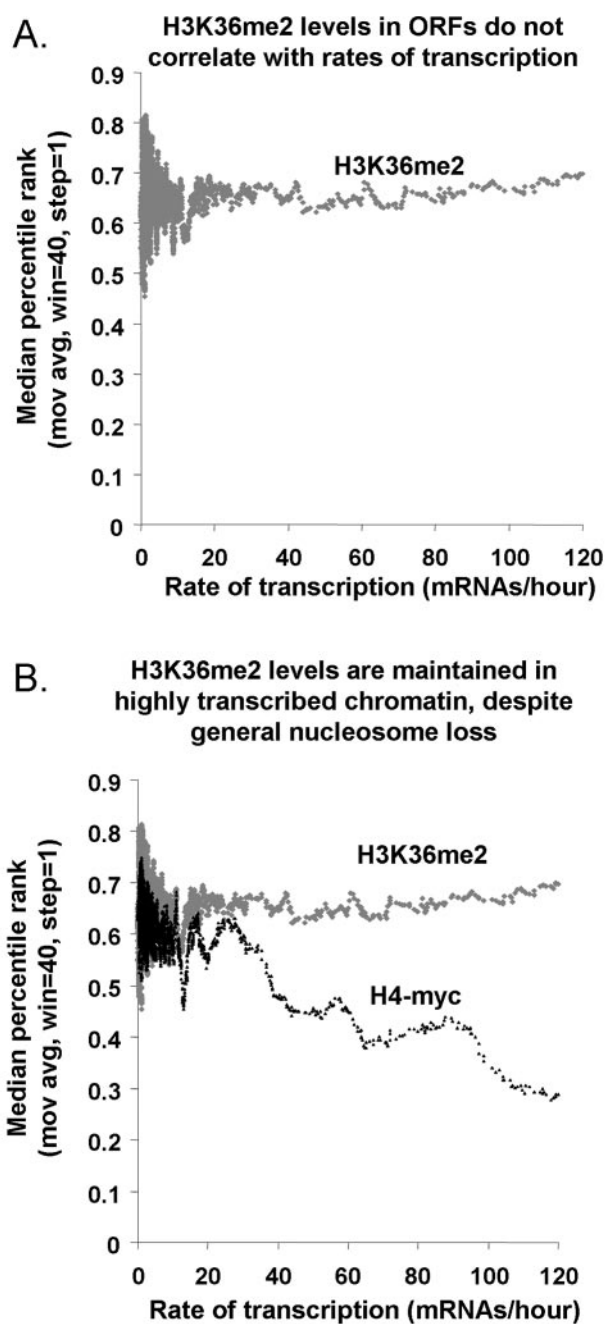 A.
H3K36me2 levels in ORFs do not
correlate with rates of transcription
Median percentile rank
(mov avg, win=40, step=1)
0.9
0.8
0.7
0.6
0.5
0.4
0.3
0.2
0.1
0
H3K36me2
0 20 40 60 80 100 120
Rate of transcription (mRNAs/hour)
B.
H3K36me2 levels are maintained in
highly transcribed chromatin, despite
general nucleosome loss
Median percentile rank
(mov avg, win=40, step=1)
0.9
0.8
0.7
0.6
0.5
0.4
0.3
0.2
0.1
0
H3K36me2
H4-myc
0 20 40 60 80 100 120
Rate of transcription (mRNAs/hour)